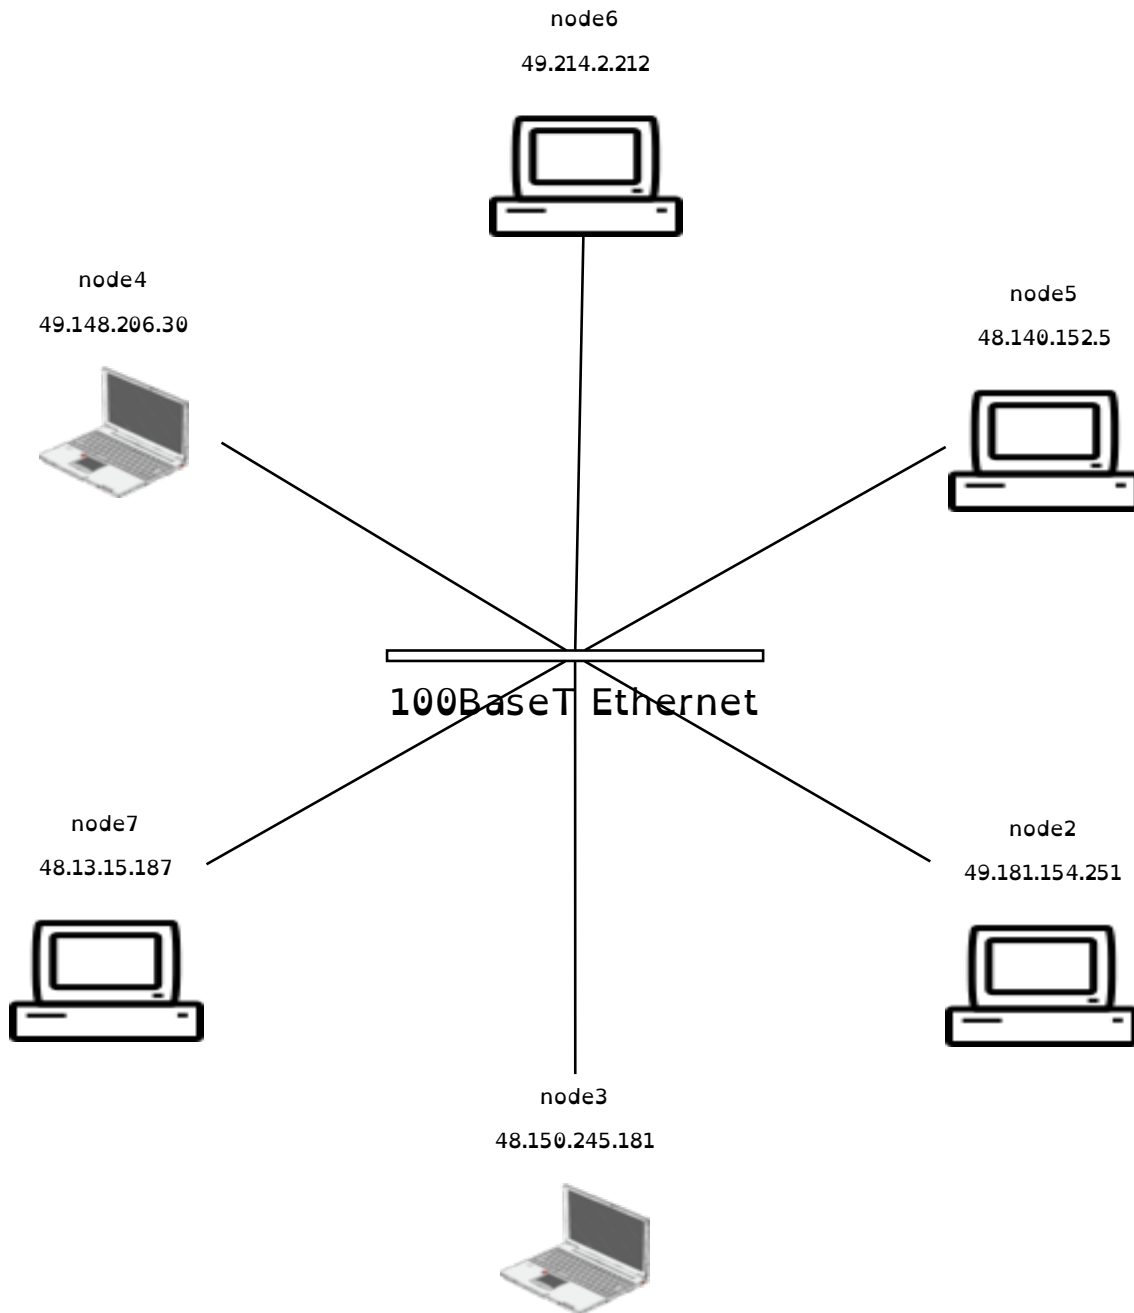 node6
49.214.2.212
node4
49.148.206.30
node5
48.140.152.5
100BaseT Ethernet
node7
48.13.15.187
node2
49.181.154.251
node3
48.150.245.181